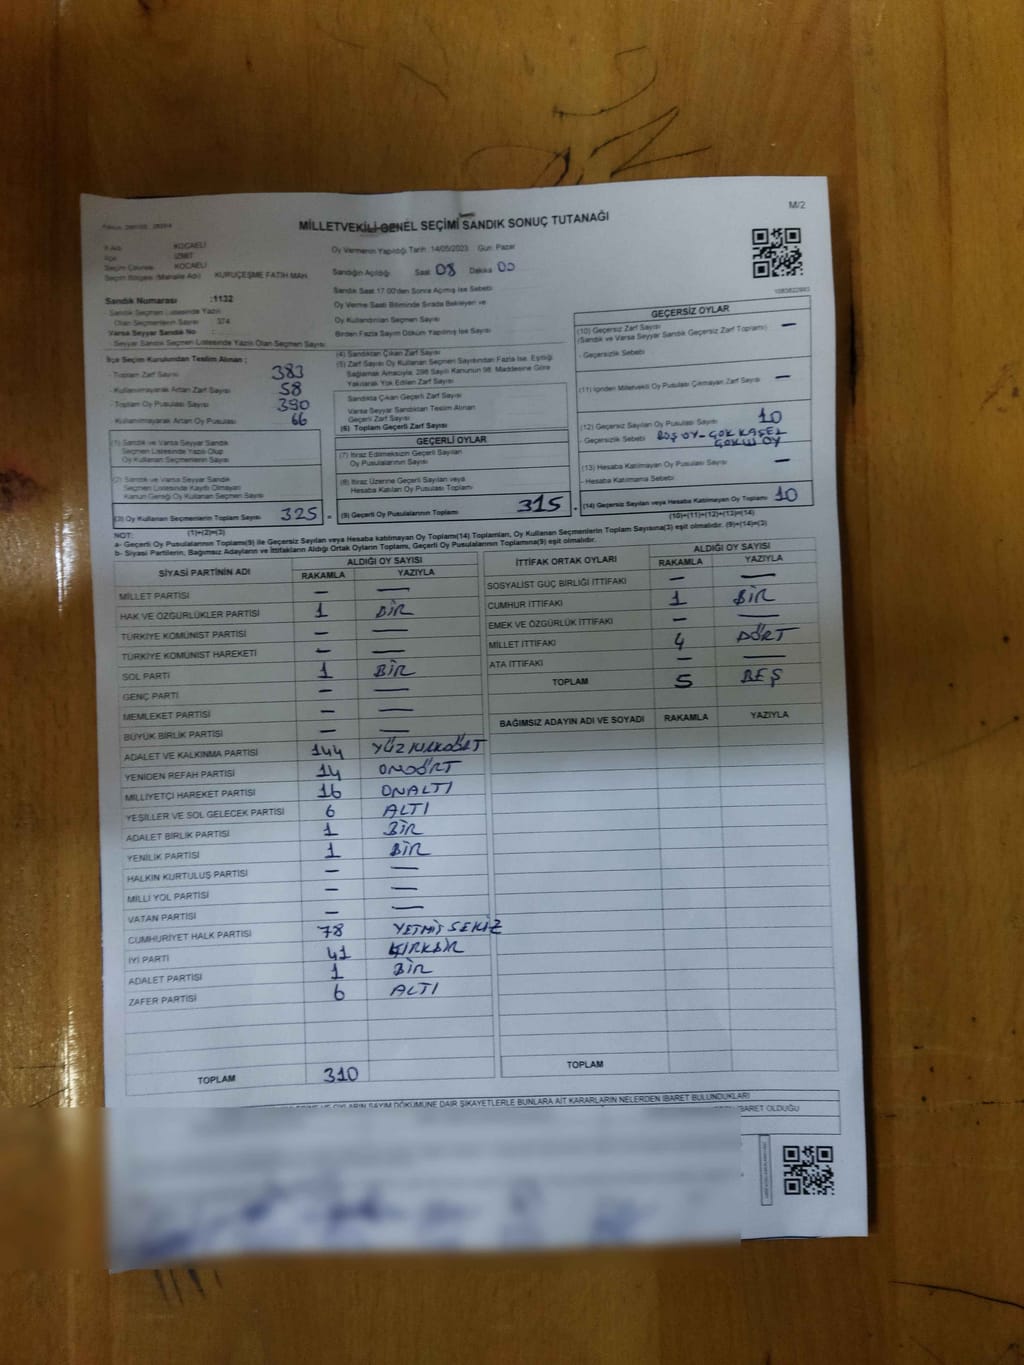 M/2
MİLLETVEKİLİ GENEL SEÇİMİ SANDIK SONUÇ TUTANAĞI
İli Adı KOCAELİ
İlçe İZMİT
Seçim Çevresi KOCAELİ
Seçim Bölgesi (Mahalle Adı) KURUÇEŞME FATİH MAH
Sandık Numarası :1132
Sandık Seçmen Listesinde Yazılı
Olan Seçmenlerin Sayısı 374
Varsa Seyyar Sandık No :
Seyyar Sandık Seçmen Listesinde Yazılı Olan Seçmen Sayısı
Oy Vermenin Yapıldığı Tarih :14/05/2023 Gün: Pazar
Sandığın Açıldığı Saat 08 Dakika 00
Sandık Saat 17.00'den Sonra Açılmış İse Sebebi
Oy Verme Saati Bitiminde Sırada Bekleyen ve
Oy Kullandırılan Seçmen Sayısı
Birden Fazla Sayım Döküm Yapılmış İse Sayısı
İlçe Seçim Kurulundan Teslim Alınan ;
- Toplam Zarf Sayısı 383
- Kullanılmayarak Artan Zarf Sayısı 58
- Toplam Oy Pusulası Sayısı 390
- Kullanılmayarak Artan Oy Pusulası 66
(1) Sandık ve Varsa Seyyar Sandık
Seçmen Listesinde Yazılı Olup
Oy Kullanan Seçmenlerin Sayısı
(2) Sandık ve Varsa Seyyar Sandık
Seçmen Listesinde Kayıtlı Olmayan
Kanun Gereği Oy Kullanan Seçmen Sayısı
(3) Oy Kullanan Seçmenlerin Toplam Sayısı 325
(1)+(2)=(3)
(4) Sandıktan Çıkan Zarf Sayısı
(5) Zarf Sayısı Oy Kullanan Seçmen Sayısından Fazla İse, Eşitliği
Sağlamak Amacıyla, 298 Sayılı Kanunun 98. Maddesine Göre
Yakılarak Yok Edilen Zarf Sayısı
Sandıkta Çıkan Geçerli Zarf Sayısı
Varsa Seyyar Sandıktan Teslim Alınan
Geçerli Zarf Sayısı
(6) Toplam Geçerli Zarf Sayısı
GEÇERLİ OYLAR
(7) İtiraz Edilmeksizin Geçerli Sayılan
Oy Pusulalarının Sayısı
(8) İtiraz Üzerine Geçerli Sayılan veya
Hesaba Katılan Oy Pusulası Toplamı
(9) Geçerli Oy Pusulalarının Toplamı 315
GEÇERSİZ OYLAR
(10) Geçersiz Zarf Sayısı —
(Sandık ve Varsa Seyyar Sandık Geçersiz Zarf Toplamı)
- Geçersizlik Sebebi
(11) İçinden Milletvekili Oy Pusulası Çıkmayan Zarf Sayısı —
(12) Geçersiz Sayılan Oy Pusulası Sayısı 10
- Geçersizlik Sebebi BOŞ OY-
(13) Hesaba Katılmayan Oy Pusulası Sayısı —
- Hesaba Katılmama Sebebi
(14) Geçersiz Sayılan veya Hesaba Katılmayan Oy Toplamı 10
(10)+(11)+(12)+(13)=(14)
NOT:
a- Geçerli Oy Pusulalarının Toplamı(9) ile Geçersiz Sayılan veya Hesaba katılmayan Oy Toplamı(14) Toplamları, Oy Kullanan Seçmenlerin Toplam Sayısına(3) eşit olmalıdır. (9)+(14)=(3)
b- Siyasi Partilerin, Bağımsız Adayların ve İttifakların Aldığı Ortak Oyların Toplamı, Geçerli Oy Pusulalarının Toplamına(9) eşit olmalıdır.
SİYASİ PARTİNİN ADI ALDIĞI OY SAYISI
RAKAMLA YAZIYLA
MİLLET PARTİSİ — —
HAK VE ÖZGÜRLÜKLER PARTİSİ 1 BİR
TÜRKİYE KOMÜNİST PARTİSİ — —
TÜRKİYE KOMÜNİST HAREKETİ — —
SOL PARTİ 1 BİR
GENÇ PARTİ — —
MEMLEKET PARTİSİ — —
BÜYÜK BİRLİK PARTİSİ — —
ADALET VE KALKINMA PARTİSİ 144 YÜZKIRKDÖRT
YENİDEN REFAH PARTİSİ 14 ONDÖRT
MİLLİYETÇİ HAREKET PARTİSİ 16 ONALTI
YEŞİLLER VE SOL GELECEK PARTİSİ 6 ALTI
ADALET BİRLİK PARTİSİ 1 BİR
YENİLİK PARTİSİ 1 BİR
HALKIN KURTULUŞ PARTİSİ — —
MİLLİ YOL PARTİSİ — —
VATAN PARTİSİ — —
CUMHURİYET HALK PARTİSİ 78 YETMİŞ SEKİZ
İYİ PARTİ 41 KIRKBİR
ADALET PARTİSİ 1 BİR
ZAFER PARTİSİ 6 ALTI
TOPLAM 310
İTTİFAK ORTAK OYLARI ALDIĞI OY SAYISI
RAKAMLA YAZIYLA
SOSYALİST GÜÇ BİRLİĞİ İTTİFAKI — —
CUMHUR İTTİFAKI 1 BİR
EMEK VE ÖZGÜRLÜK İTTİFAKI — —
MİLLET İTTİFAKI 4 DÖRT
ATA İTTİFAKI — —
TOPLAM 5 BEŞ
BAĞIMSIZ ADAYIN ADI VE SOYADI RAKAMLA YAZIYLA
TOPLAM
VE OYLARIN SAYIM DÖKÜMÜNE DAİR ŞİKAYETLERLE BUNLARA AİT KARARLARIN NELERDEN İBARET BULUNDUKLARI
İBARET OLDUĞU